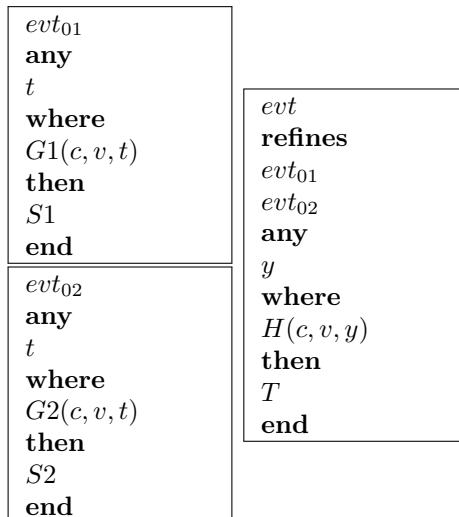 evt₀₁
any
t
where
G1(c, v, t)
then
S1
end
evt₀₂
any
t
where
G2(c, v, t)
then
S2
end
evt
refines
evt₀₁
evt₀₂
any
y
where
H(c, v, y)
then
T
end